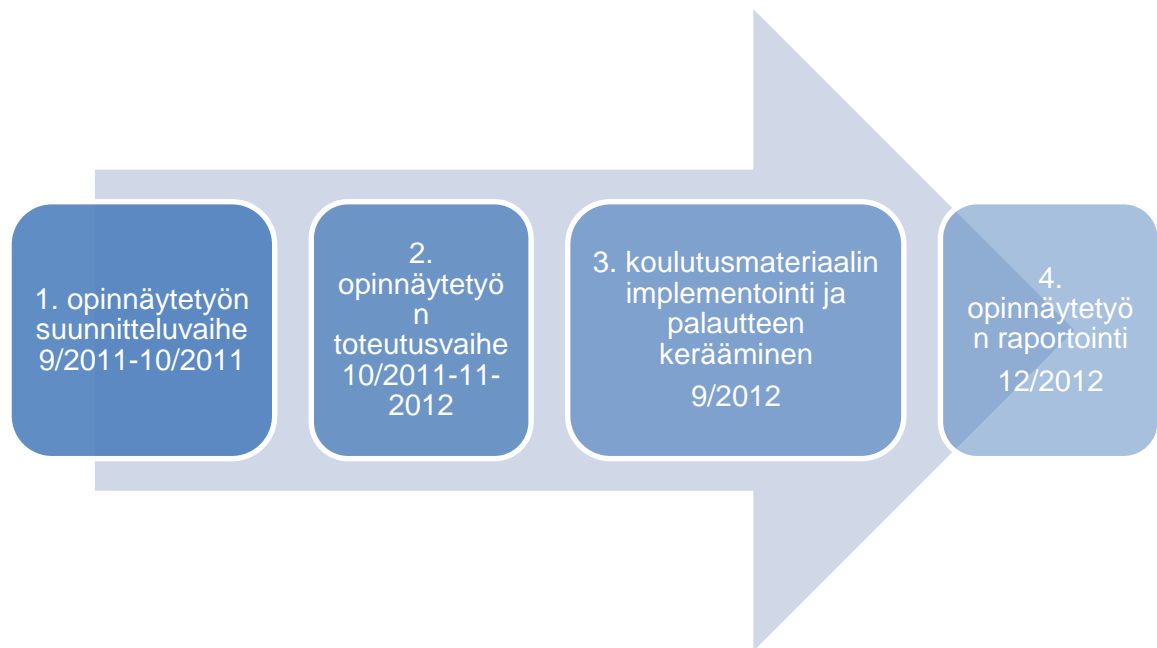 1. opinnäytetyön
suunnitteluvaihe
9/2011-10/2011
2.
opinnäytetyö
n
toteutusvaihe
10/2011-11-
2012
3. koulutusmateriaalin
implementointi ja
palautteen
kerääminen
9/2012
4.
opinnäytetyö
n raportointi
12/2012